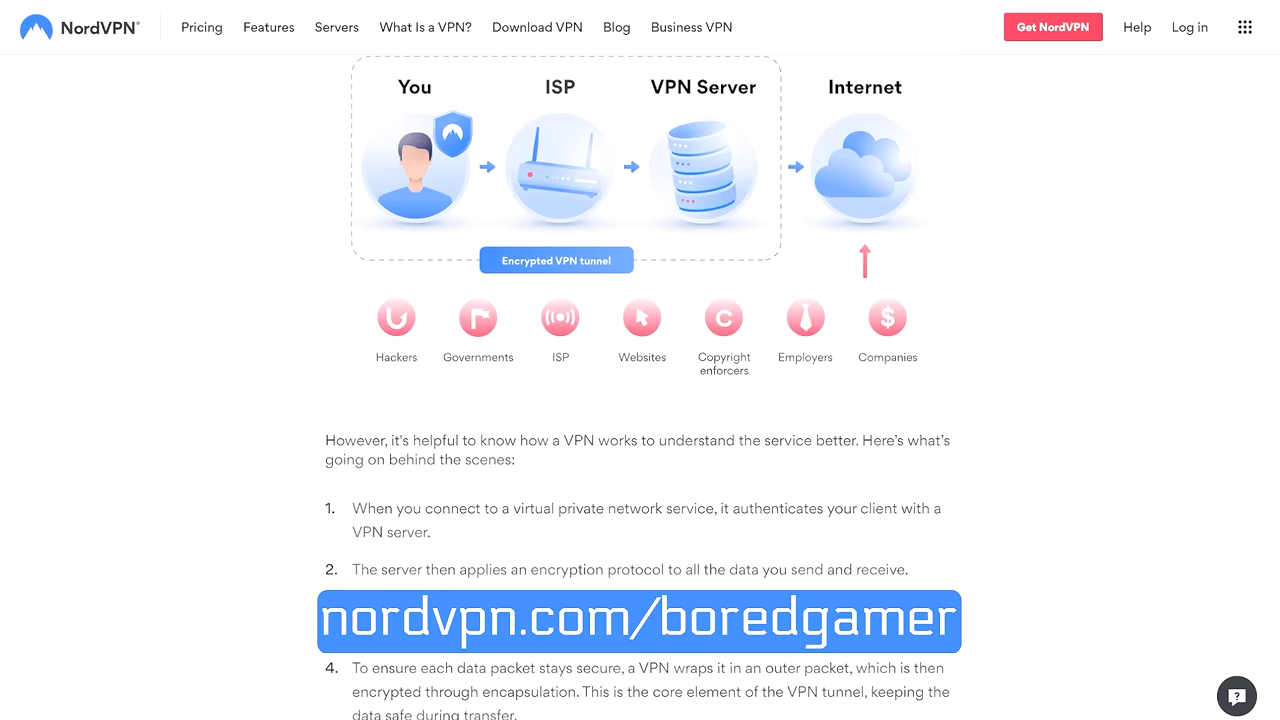 NordVPN®
Pricing
Features
Servers
What Is a VPN?
Download VPN
Blog
Business VPN
Get NordVPN
Help
Log in
You
ISP
VPN Server
Internet
Encrypted VPN tunnel
Hackers
Governments
ISP
Websites
Copyright
enforcers
Employers
Companies
However, it's helpful to know how a VPN works to understand the service better. Here’s what’s
going on behind the scenes:
1. When you connect to a virtual private network service, it authenticates your client with a
VPN server.
2. The server then applies an encryption protocol to all the data you send and receive.
nordvpn.com/boredgamer
4. To ensure each data packet stays secure, a VPN wraps it in an outer packet, which is then
encrypted through encapsulation. This is the core element of the VPN tunnel, keeping the
data safe during transfer.